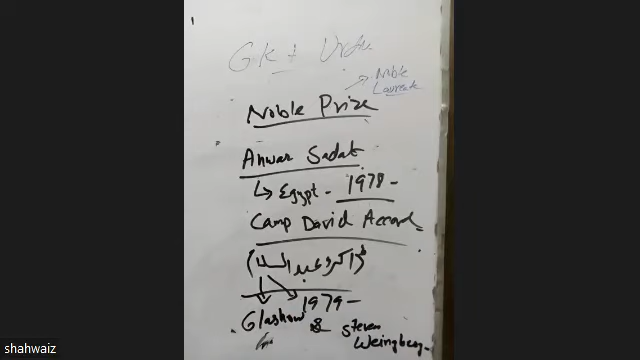 GK + Urdu
Noble
Laureate
Noble Prize
Anwar Sadat
↳ Egypt - 1978 -
Camp David Accord
(ڈاکٹر عبدالسلام)
1979 -
Glashow & Steven
Weingberg
shahwaiz